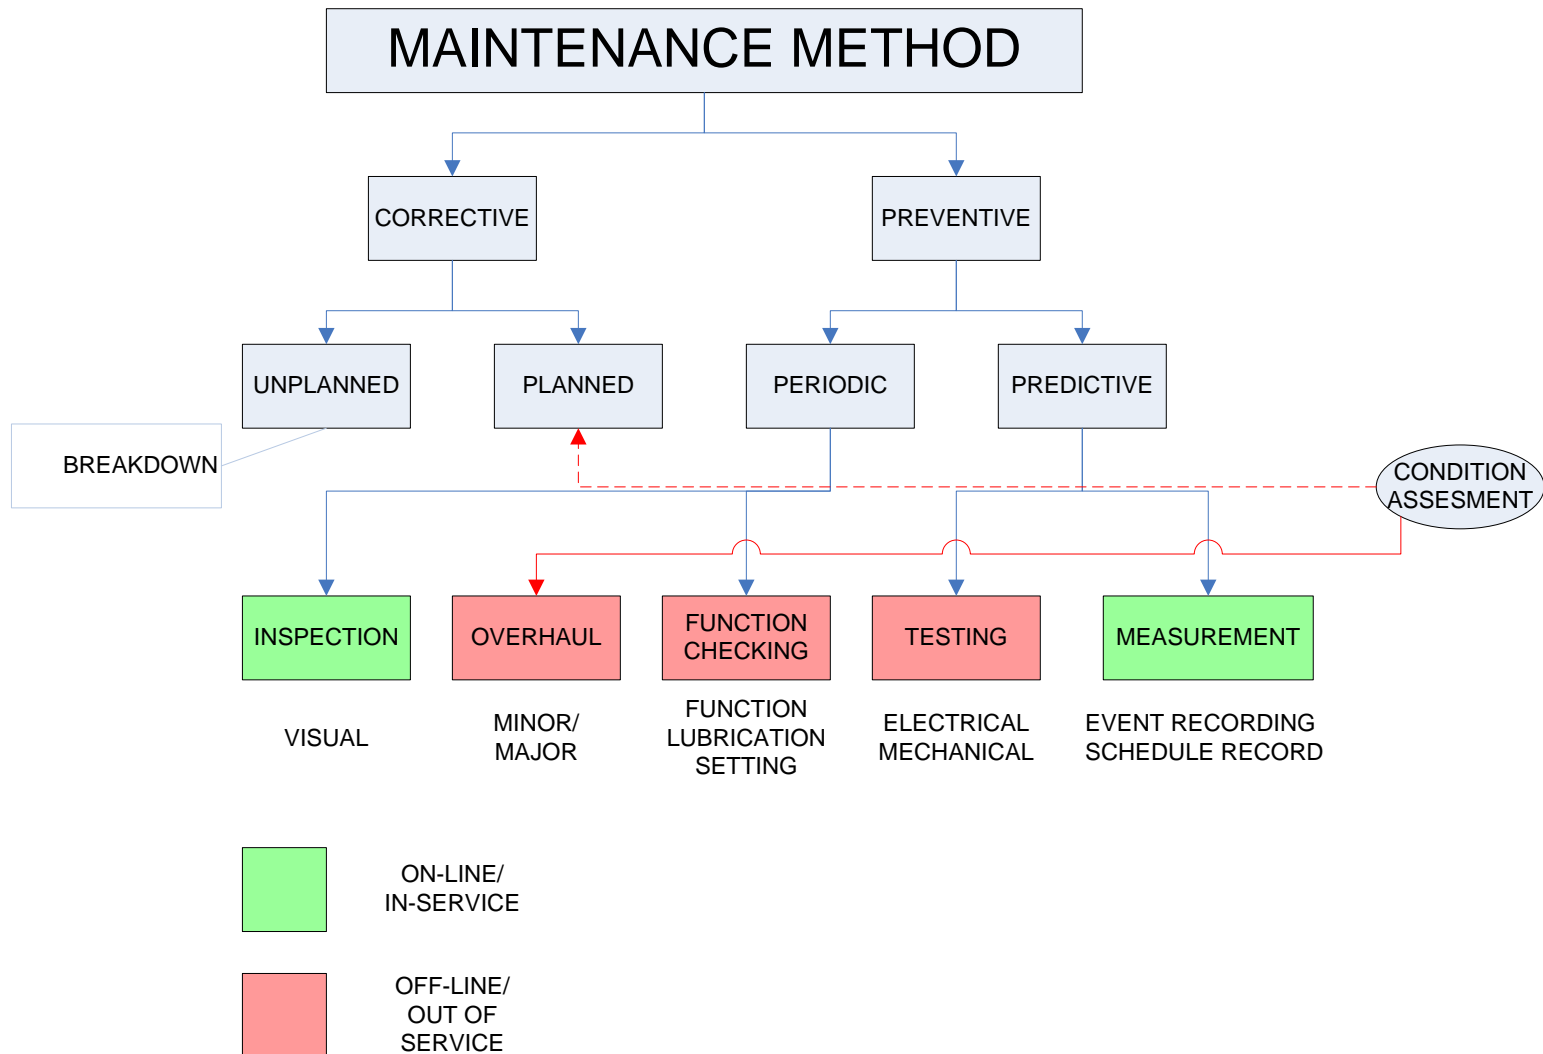 MAINTENANCE METHOD
CORRECTIVE
PREVENTIVE
UNPLANNED
PLANNED
PERIODIC
PREDICTIVE
BREAKDOWN
CONDITION
ASSESMENT
INSPECTION
OVERHAUL
FUNCTION
CHECKING
TESTING
MEASUREMENT
VISUAL
MINOR/
MAJOR
FUNCTION
LUBRICATION
SETTING
ELECTRICAL
MECHANICAL
EVENT RECORDING
SCHEDULE RECORD
ON-LINE/
IN-SERVICE
OFF-LINE/
OUT OF
SERVICE